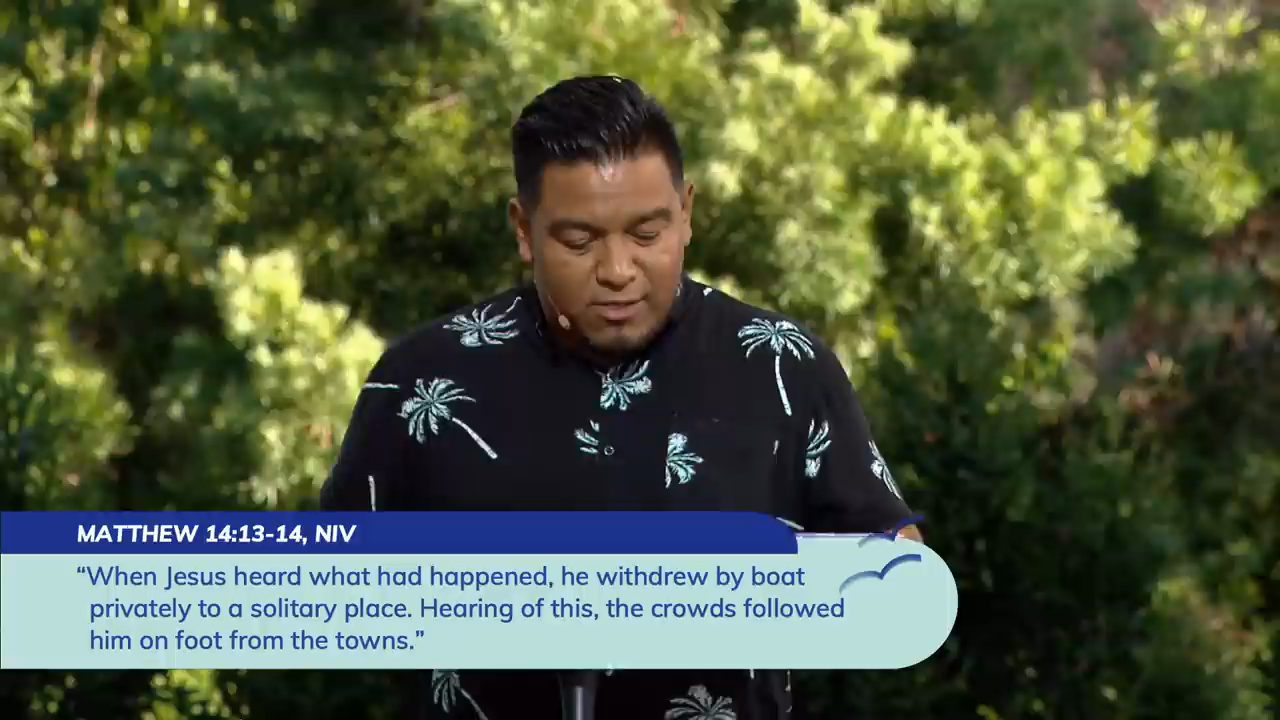 MATTHEW 14:13-14, NIV
“When Jesus heard what had happened, he withdrew by boat
privately to a solitary place. Hearing of this, the crowds followed
him on foot from the towns.”